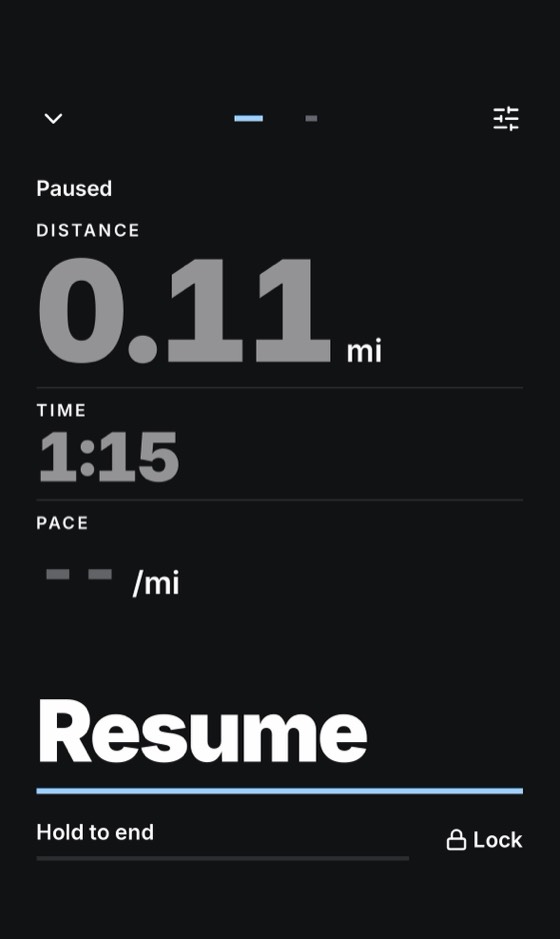 Paused
DISTANCE
0.11 mi
TIME
1:15
PACE
-- /mi
Resume
Hold to end
Lock